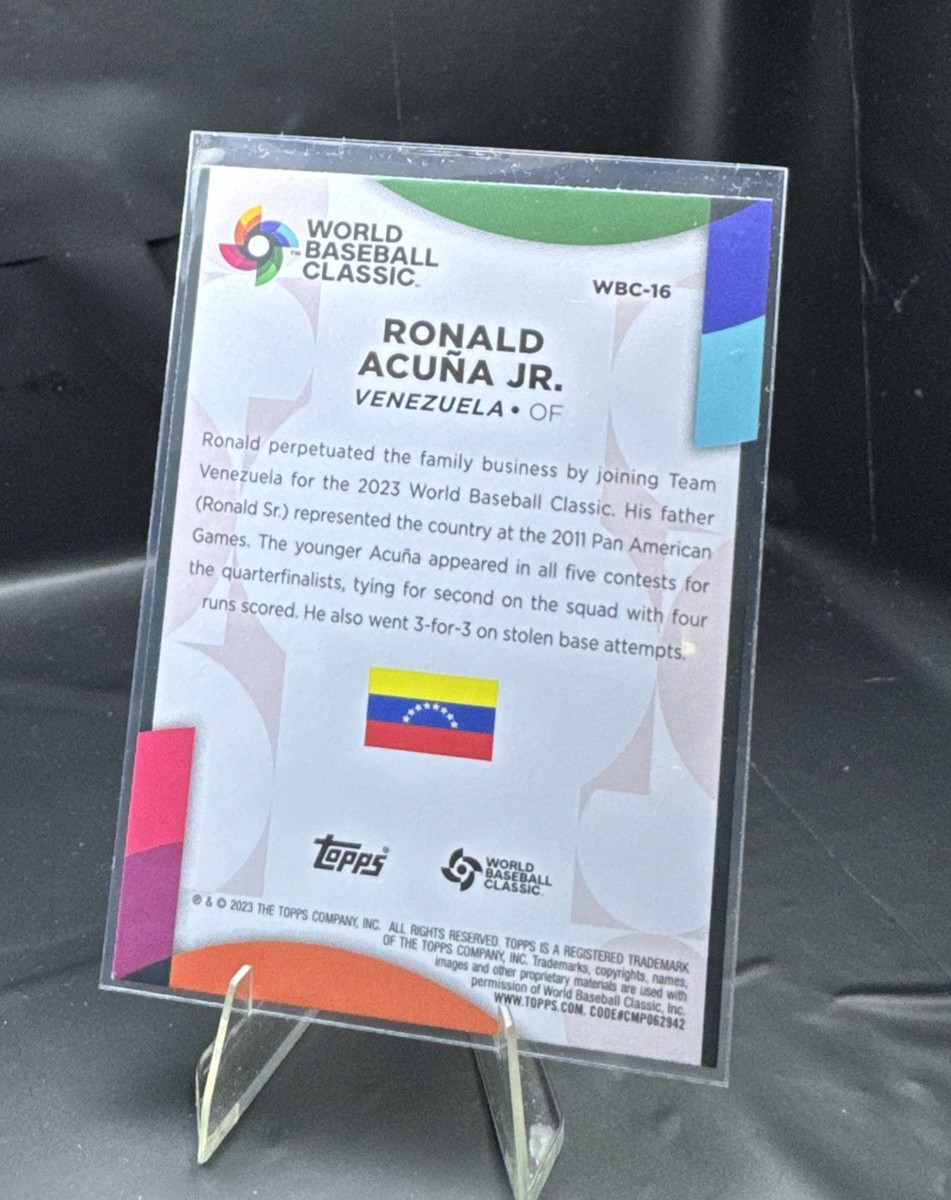 WORLD
BASEBALL
CLASSIC™
WBC-16
RONALD
ACUÑA JR.
VENEZUELA • OF
Ronald perpetuated the family business by joining Team
Venezuela for the 2023 World Baseball Classic. His father
(Ronald Sr.) represented the country at the 2011 Pan American
Games. The younger Acuña appeared in all five contests for
the quarterfinalists, tying for second on the squad with four
runs scored. He also went 3-for-3 on stolen base attempts.
Topps®
WORLD
BASEBALL
CLASSIC
® & © 2023 THE TOPPS COMPANY, INC. ALL RIGHTS RESERVED. TOPPS IS A REGISTERED TRADEMARK
OF THE TOPPS COMPANY, INC. Trademarks, copyrights, names,
images and other proprietary materials are used with
permission of World Baseball Classic, Inc.
WWW.TOPPS.COM. CODE#CMP062942